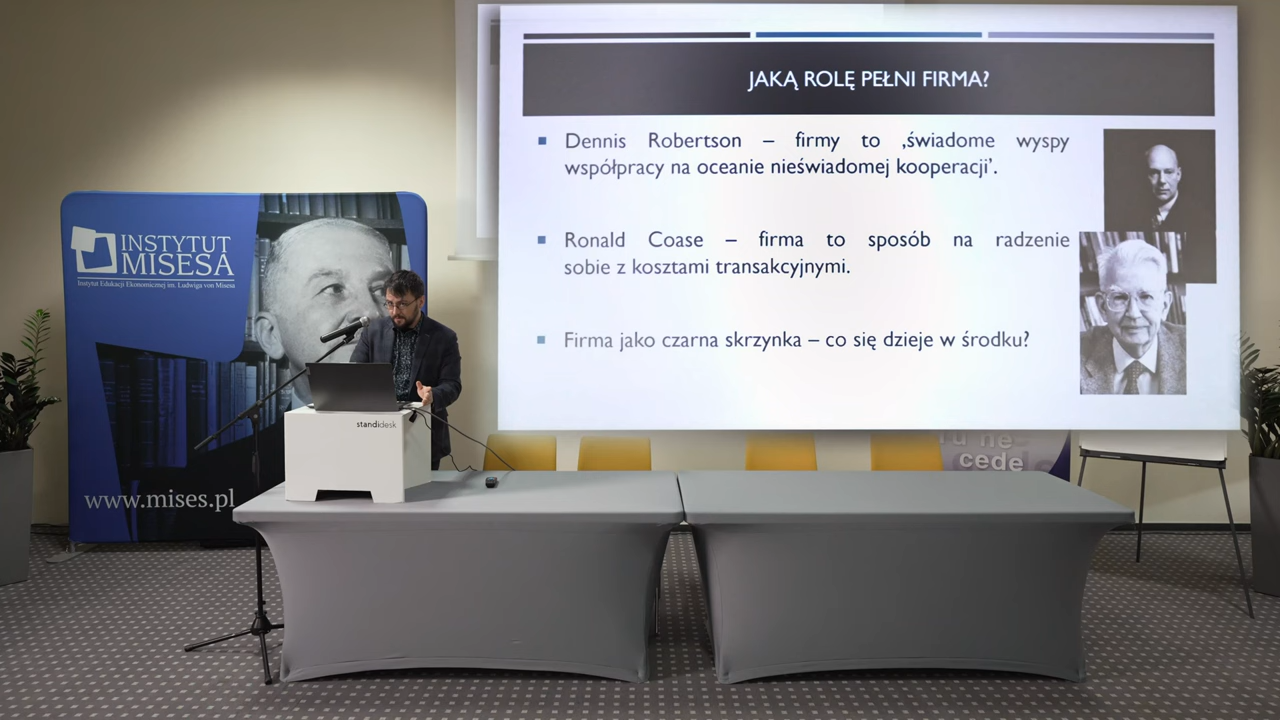 JAKĄ ROLĘ PEŁNI FIRMA?
Dennis Robertson – firmy to ‚świadome wyspy
współpracy na oceanie nieświadomej kooperacji’.
Ronald Coase – firma to sposób na radzenie
sobie z kosztami transakcyjnymi.
Firma jako czarna skrzynka – co się dzieje w środku?
INSTYTUT
MISESA
Instytut Edukacji Ekonomicznej im. Ludwiga von Misesa
www.mises.pl
standidesk
cede